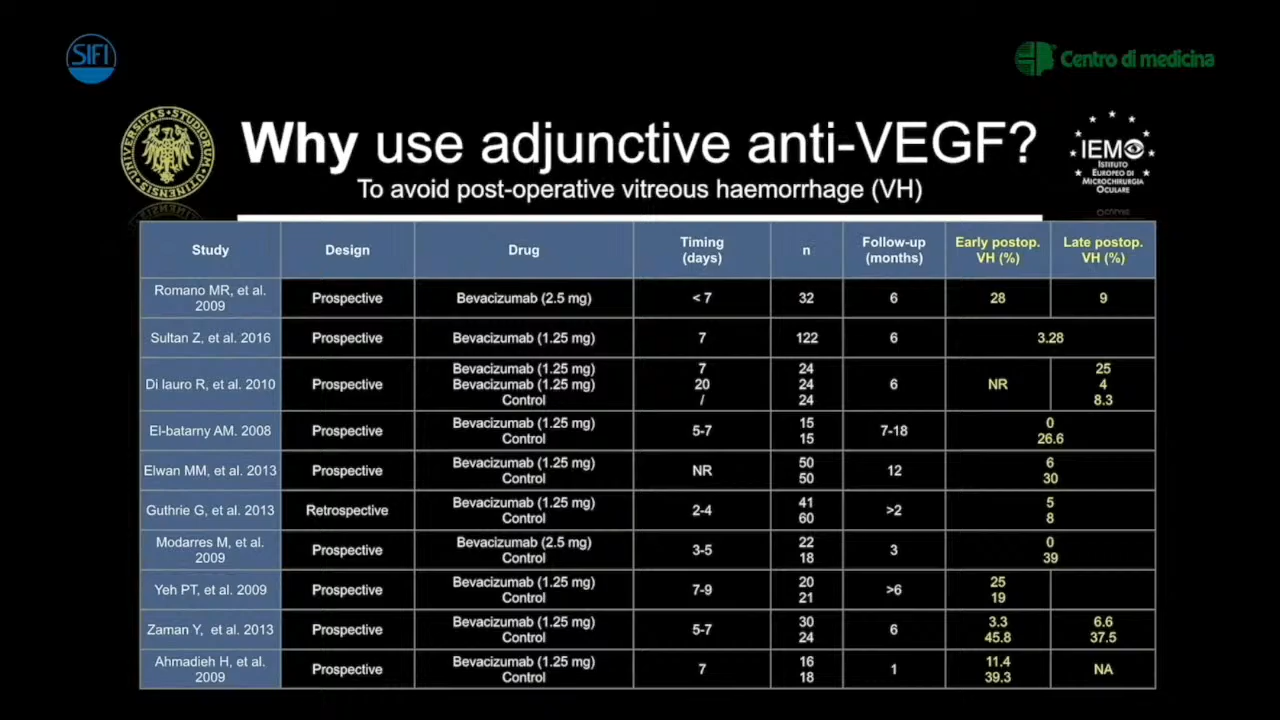 SIFI
Centro di medicina
UNIVERSITAS STUDIORUM UTINENSIS
Why use adjunctive anti-VEGF?
To avoid post-operative vitreous haemorrhage (VH)
IEMO
ISTITUTO
EUROPEO DI
MICROCHIRURGIA
OCULARE
Study Design Drug Timing (days) n Follow-up (months) Early postop. VH (%) Late postop. VH (%)
Romano MR, et al. 2009 Prospective Bevacizumab (2.5 mg) < 7 32 6 28 9
Sultan Z, et al. 2016 Prospective Bevacizumab (1.25 mg) 7 122 6 3.28
Di lauro R, et al. 2010 Prospective 6 NR
Bevacizumab (1.25 mg) 7 24 25
Bevacizumab (1.25 mg) 20 24 4
Control / 24 8.3
El-batarny AM. 2008 Prospective 5-7 7-18
Bevacizumab (1.25 mg) 15 0
Control 15 26.6
Elwan MM, et al. 2013 Prospective NR 12
Bevacizumab (1.25 mg) 50 6
Control 50 30
Guthrie G, et al. 2013 Retrospective 2-4 >2
Bevacizumab (1.25 mg) 41 5
Control 60 8
Modarres M, et al. 2009 Prospective 3-5 3
Bevacizumab (2.5 mg) 22 0
Control 18 39
Yeh PT, et al. 2009 Prospective 7-9 >6
Bevacizumab (1.25 mg) 20 25
Control 21 19
Zaman Y, et al. 2013 Prospective 5-7 6
Bevacizumab (1.25 mg) 30 3.3 6.6
Control 24 45.8 37.5
Ahmadieh H, et al. 2009 Prospective 7 1 NA
Bevacizumab (1.25 mg) 16 11.4
Control 18 39.3